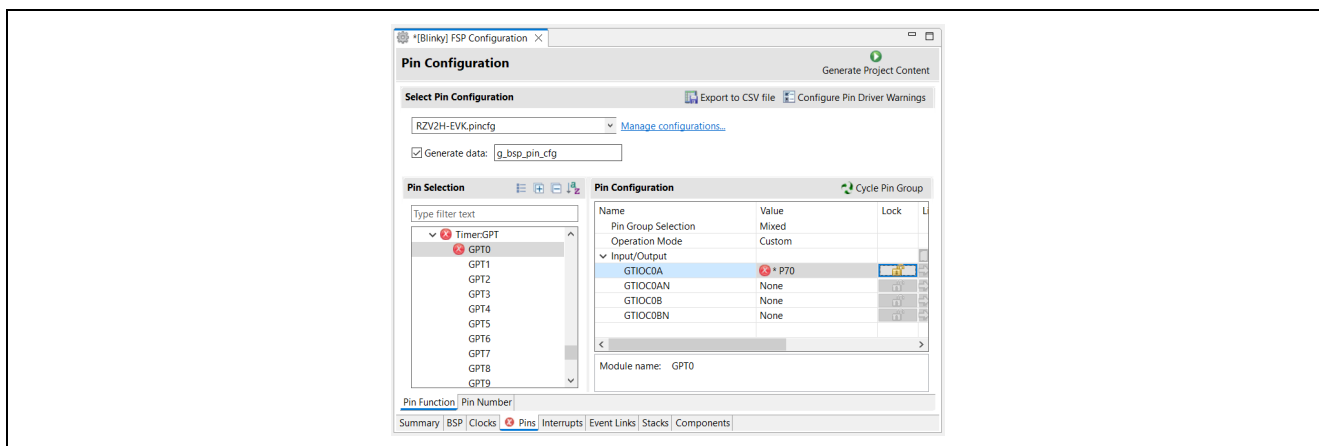 *[Blinky] FSP Configuration
Pin Configuration
Generate Project Content
Select Pin Configuration
Export to CSV file
Configure Pin Driver Warnings
RZV2H-EVK.pincfg
Manage configurations...
Generate data: g_bsp_pin_cfg
Pin Selection
Type filter text
Timer:GPT
GPT0
GPT1
GPT2
GPT3
GPT4
GPT5
GPT6
GPT7
GPT8
GPT9
Pin Configuration
Cycle Pin Group
Name Value Lock Li
Pin Group Selection Mixed
Operation Mode Custom
Input/Output
GTIOC0A * P70
GTIOC0AN None
GTIOC0B None
GTIOC0BN None
Module name: GPT0
Pin Function Pin Number
Summary BSP Clocks Pins Interrupts Event Links Stacks Components